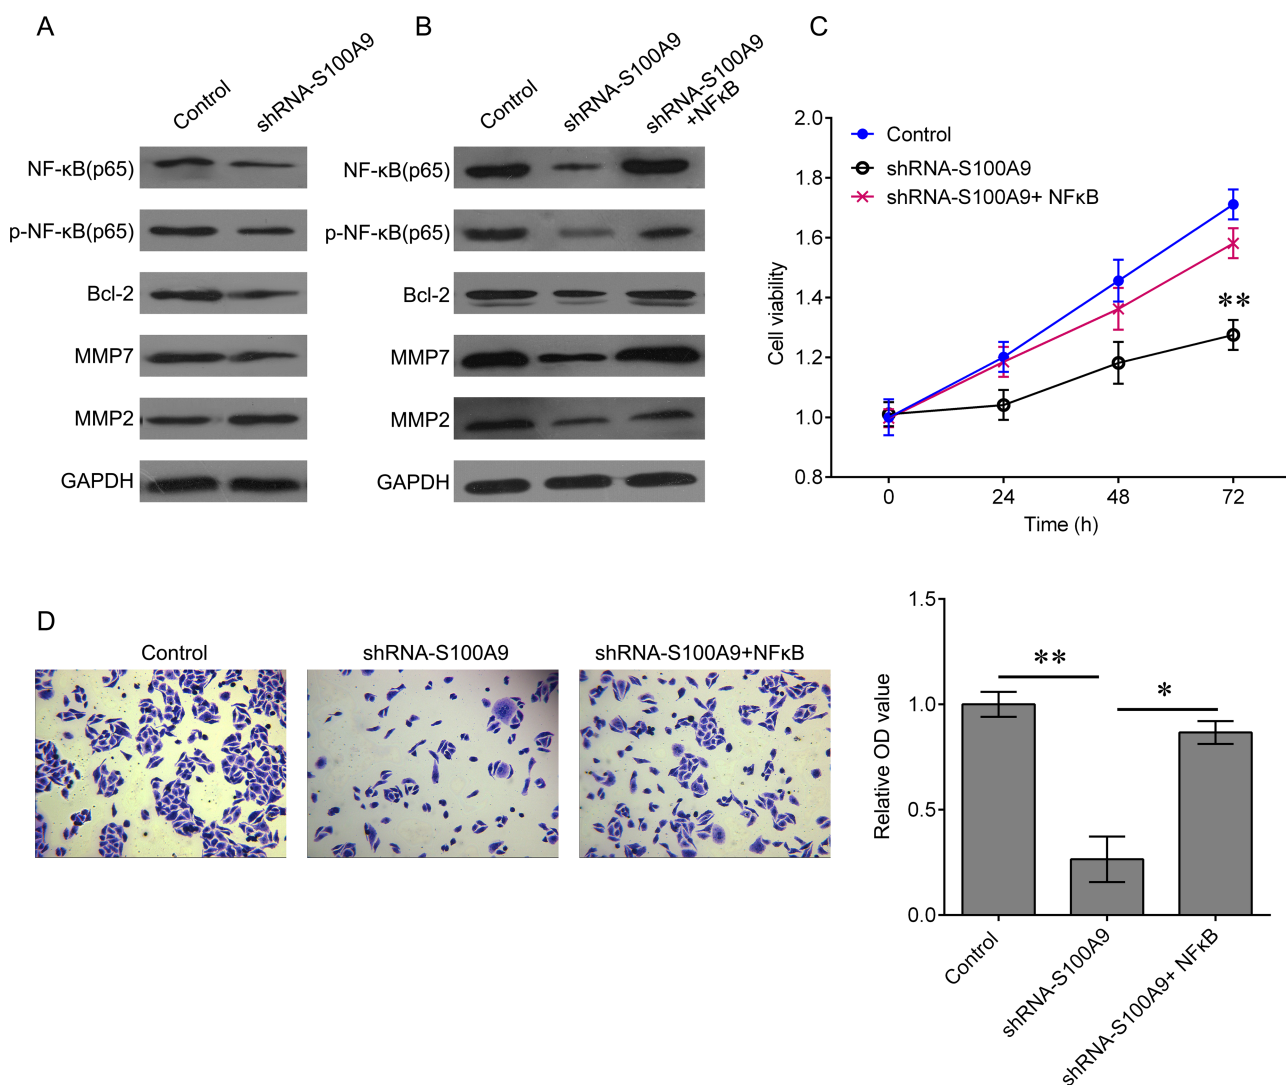 A
Control
shRNA-S100A9
NF-κB(p65)
p-NF-κB(p65)
Bcl-2
MMP7
MMP2
GAPDH
B
Control
shRNA-S100A9
shRNA-S100A9
+NFκB
NF-κB(p65)
p-NF-κB(p65)
Bcl-2
MMP7
MMP2
GAPDH
C
2.0
1.8
1.6
1.4
1.2
1.0
0.8
Cell viability
Control
shRNA-S100A9
shRNA-S100A9+ NFκB
**
0
24
48
72
Time (h)
D
Control
shRNA-S100A9
shRNA-S100A9+NFκB
1.5
1.0
0.5
0.0
Relative OD value
**
*
Control
shRNA-S100A9
shRNA-S100A9+ NFκB